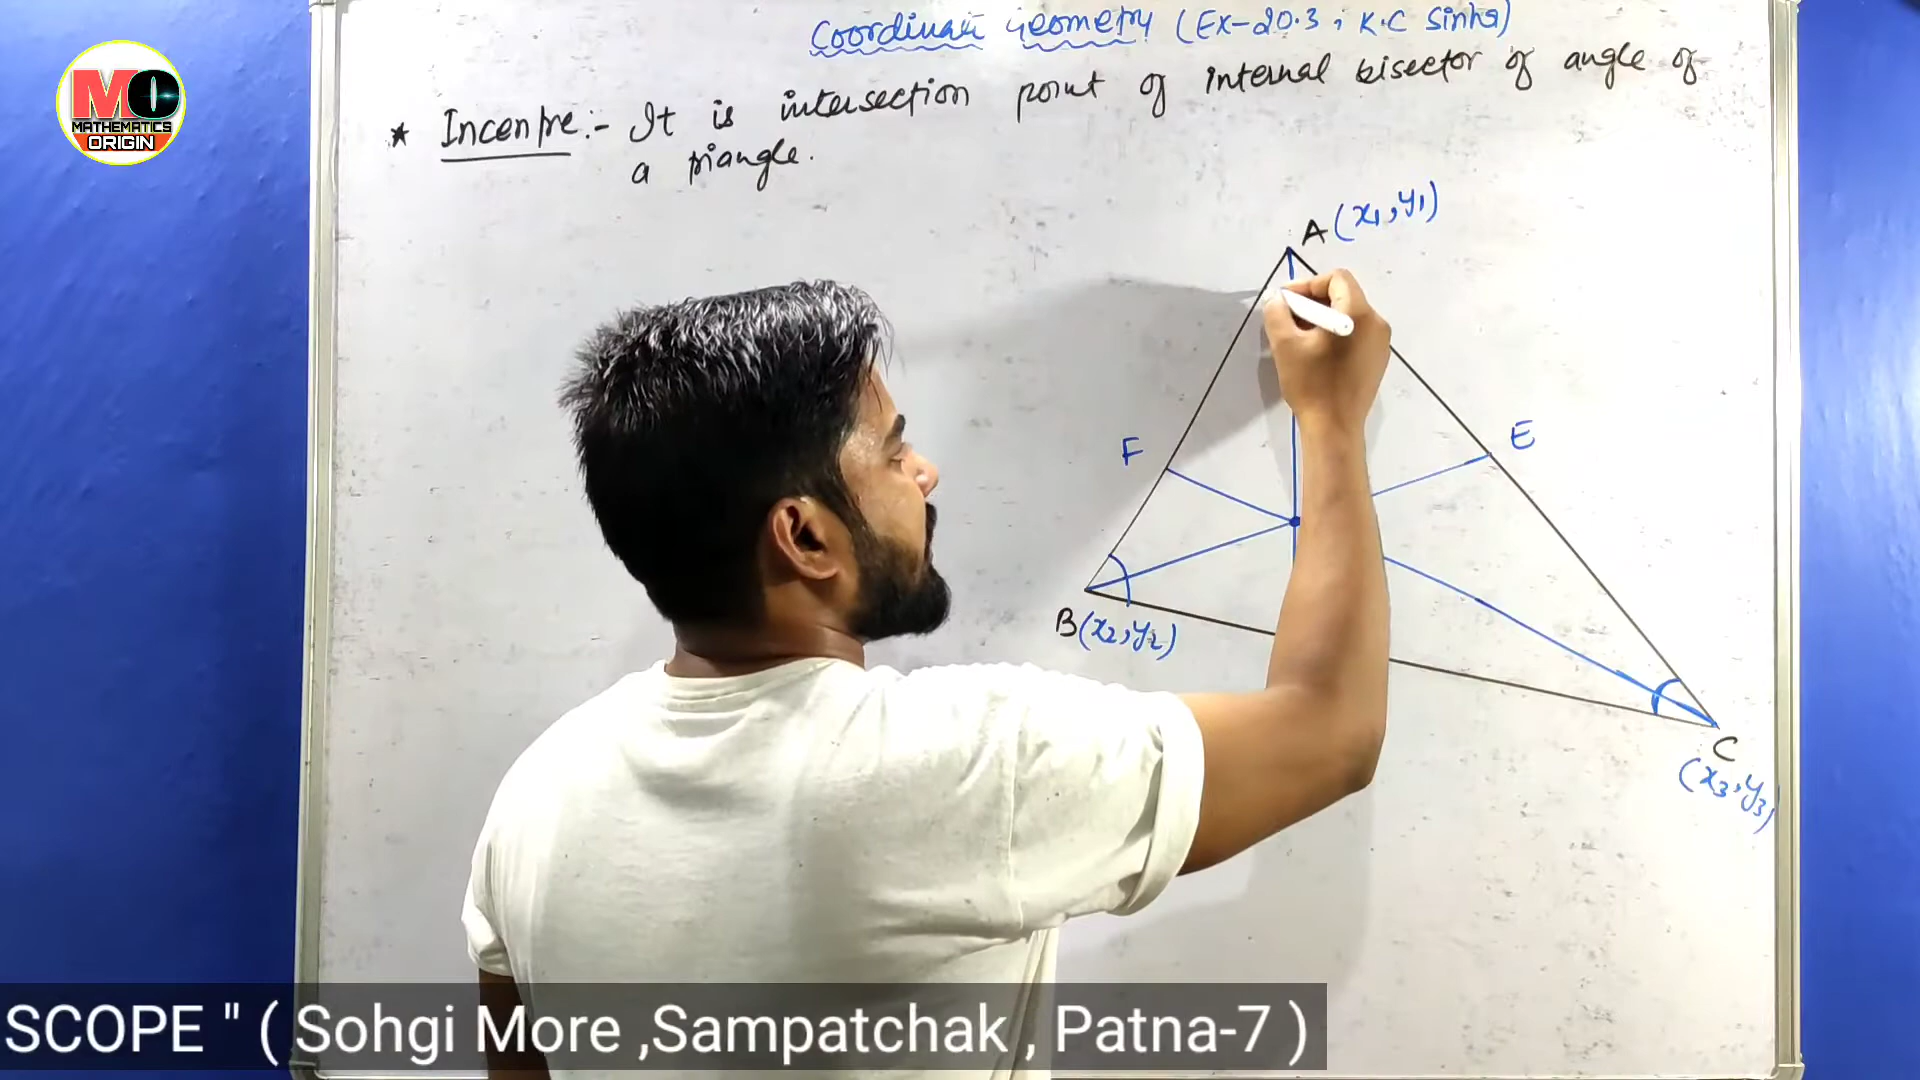 Coordinate Geometry (Ex-20.3, K.C Sinha)
MO
MATHEMATICS
ORIGIN
* Incentre:- It is intersection point of internal bisector of angle of
a triangle.
A(x₁,y₁)
F
E
B(x₂,y₂)
C
(x₃,y₃)
SCOPE " ( Sohgi More ,Sampatchak , Patna-7 )